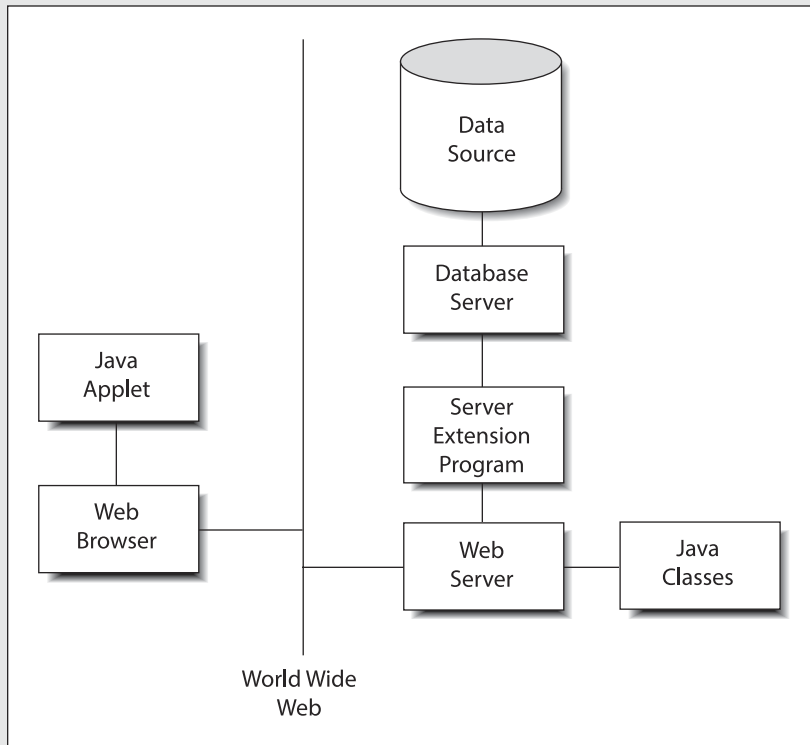 Data
Source
Database
Server
Java
Applet
Server
Extension
Program
Web
Browser
Web
Server
Java
Classes
World Wide
Web